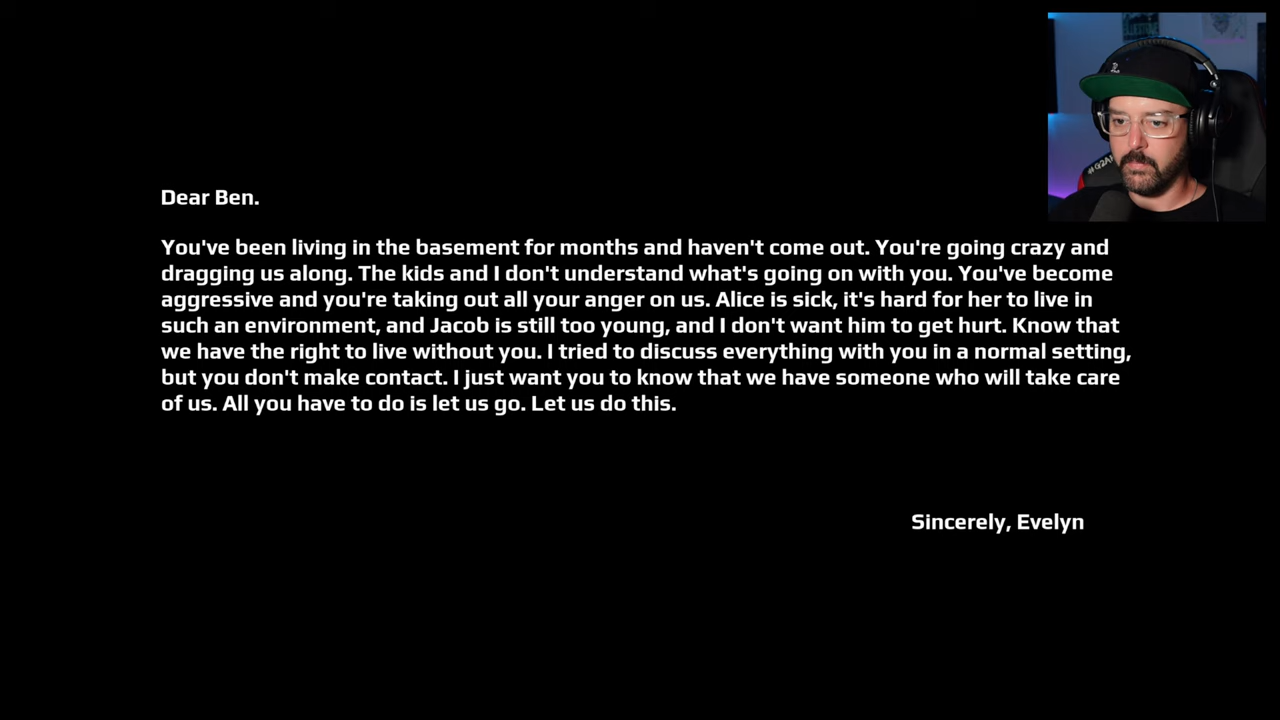 Dear Ben.
You've been living in the basement for months and haven't come out. You're going crazy and
dragging us along. The kids and I don't understand what's going on with you. You've become
aggressive and you're taking out all your anger on us. Alice is sick, it's hard for her to live in
such an environment, and Jacob is still too young, and I don't want him to get hurt. Know that
we have the right to live without you. I tried to discuss everything with you in a normal setting,
but you don't make contact. I just want you to know that we have someone who will take care
of us. All you have to do is let us go. Let us do this.
Sincerely, Evelyn